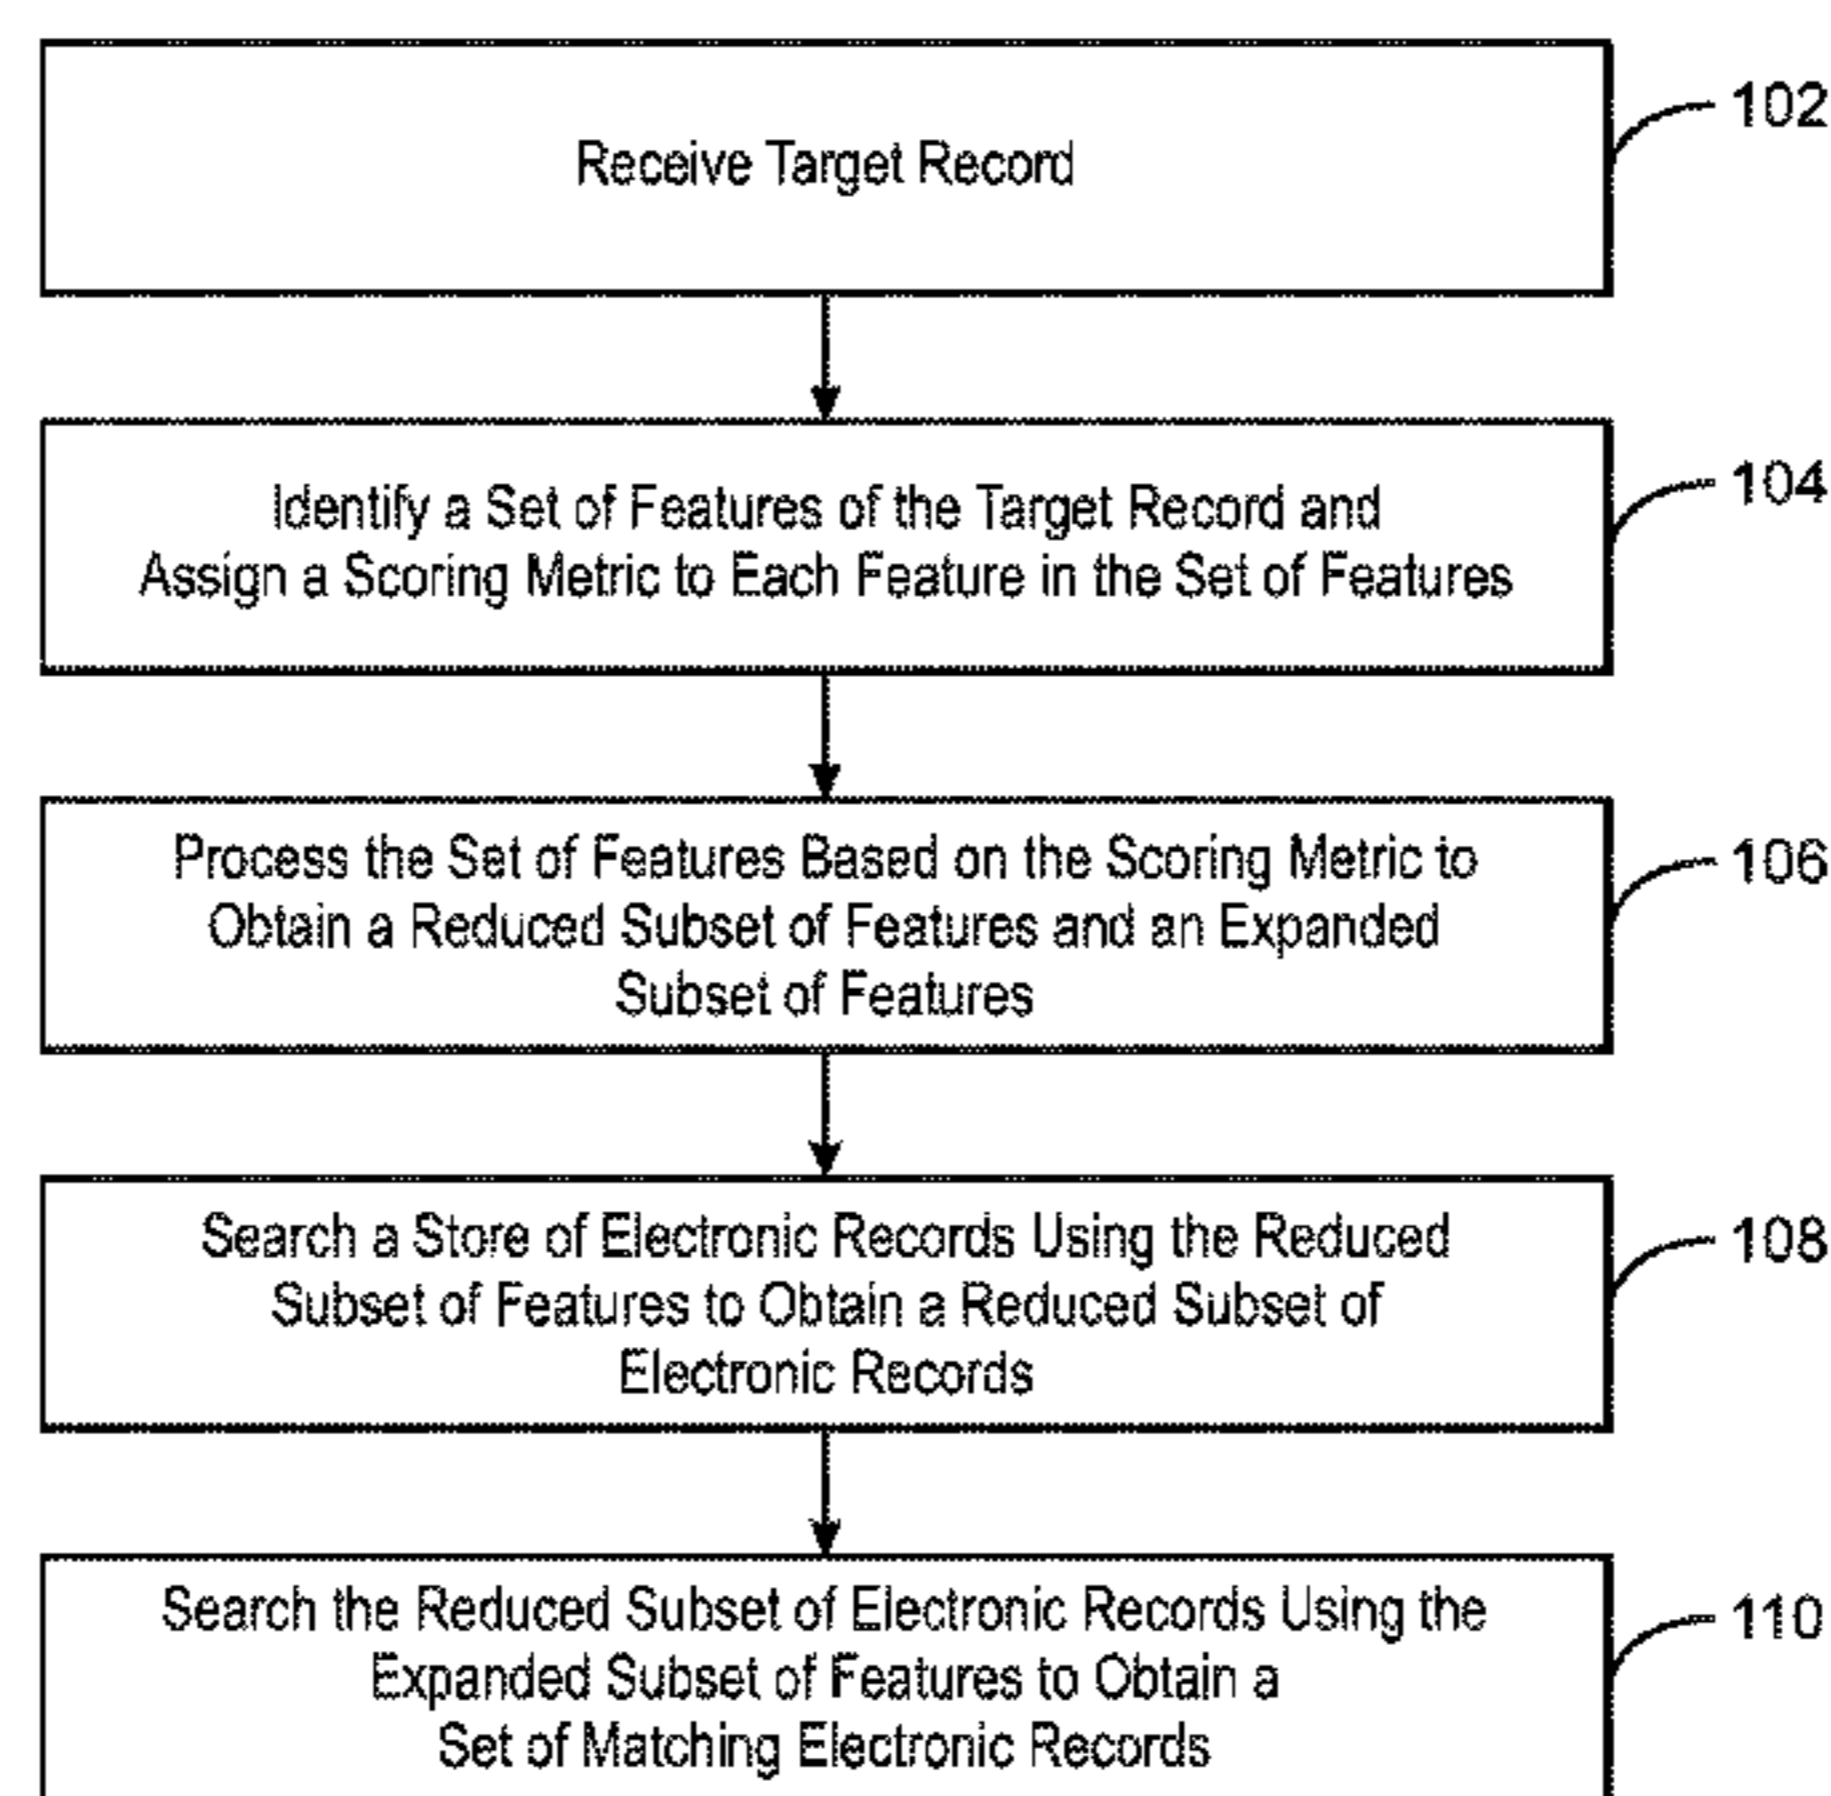 Receive Target Record
102
Identify a Set of Features of the Target Record and
Assign a Scoring Metric to Each Feature in the Set of Features
104
Process the Set of Features Based on the Scoring Metric to
Obtain a Reduced Subset of Features and an Expanded
Subset of Features
106
Search a Store of Electronic Records Using the Reduced
Subset of Features to Obtain a Reduced Subset of
Electronic Records
108
Search the Reduced Subset of Electronic Records Using the
Expanded Subset of Features to Obtain a
Set of Matching Electronic Records
110